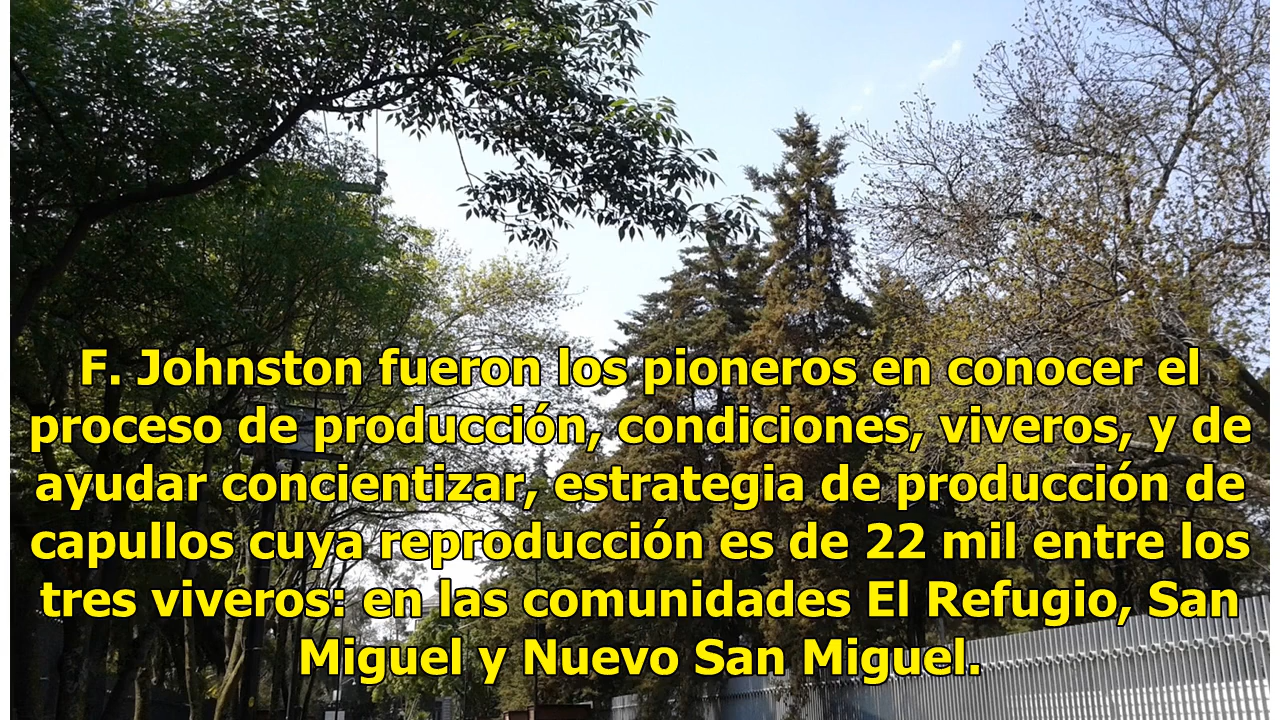 F. Johnston fueron los pioneros en conocer el
proceso de producción, condiciones, viveros, y de
ayudar concientizar, estrategia de producción de
capullos cuya reproducción es de 22 mil entre los
tres viveros: en las comunidades El Refugio, San
Miguel y Nuevo San Miguel.